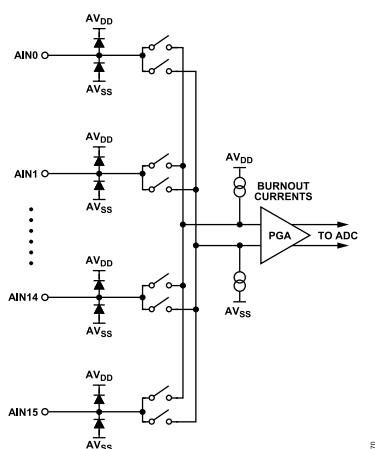 AVDD
AIN0
AVSS
AVDD
AIN1
AVSS
AVDD
BURNOUT
CURRENTS
PGA
TO ADC
AVSS
AVDD
AIN14
AVSS
AVDD
AIN15
AVSS